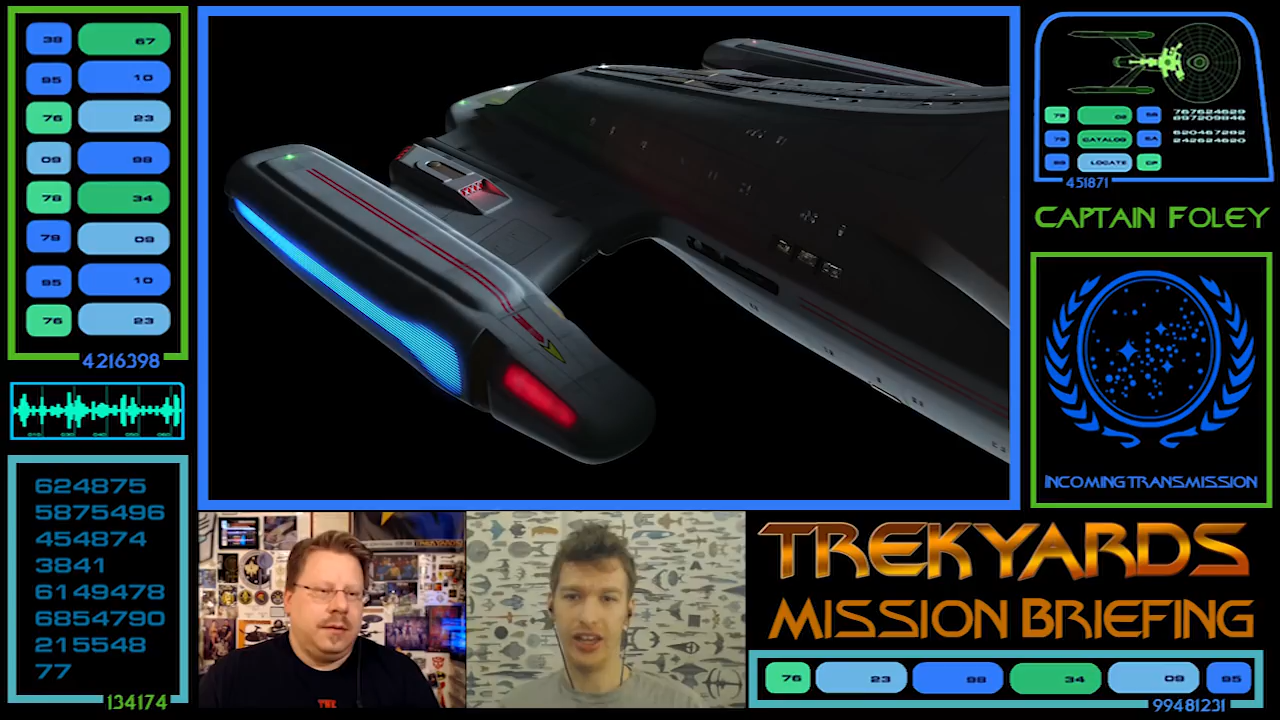 38 67
95 10
76 23
09 98
78 34
79 09
95 10
76 23
4216398
624875
5875496
454874
3841
6149478
6854790
215548
77
134174
CATALOG
LOCATE
451871
CAPTAIN FOLEY
INCOMING TRANSMISSION
TREKYARDS
MISSION BRIEFING
76 23 98 34 09 95
99481231